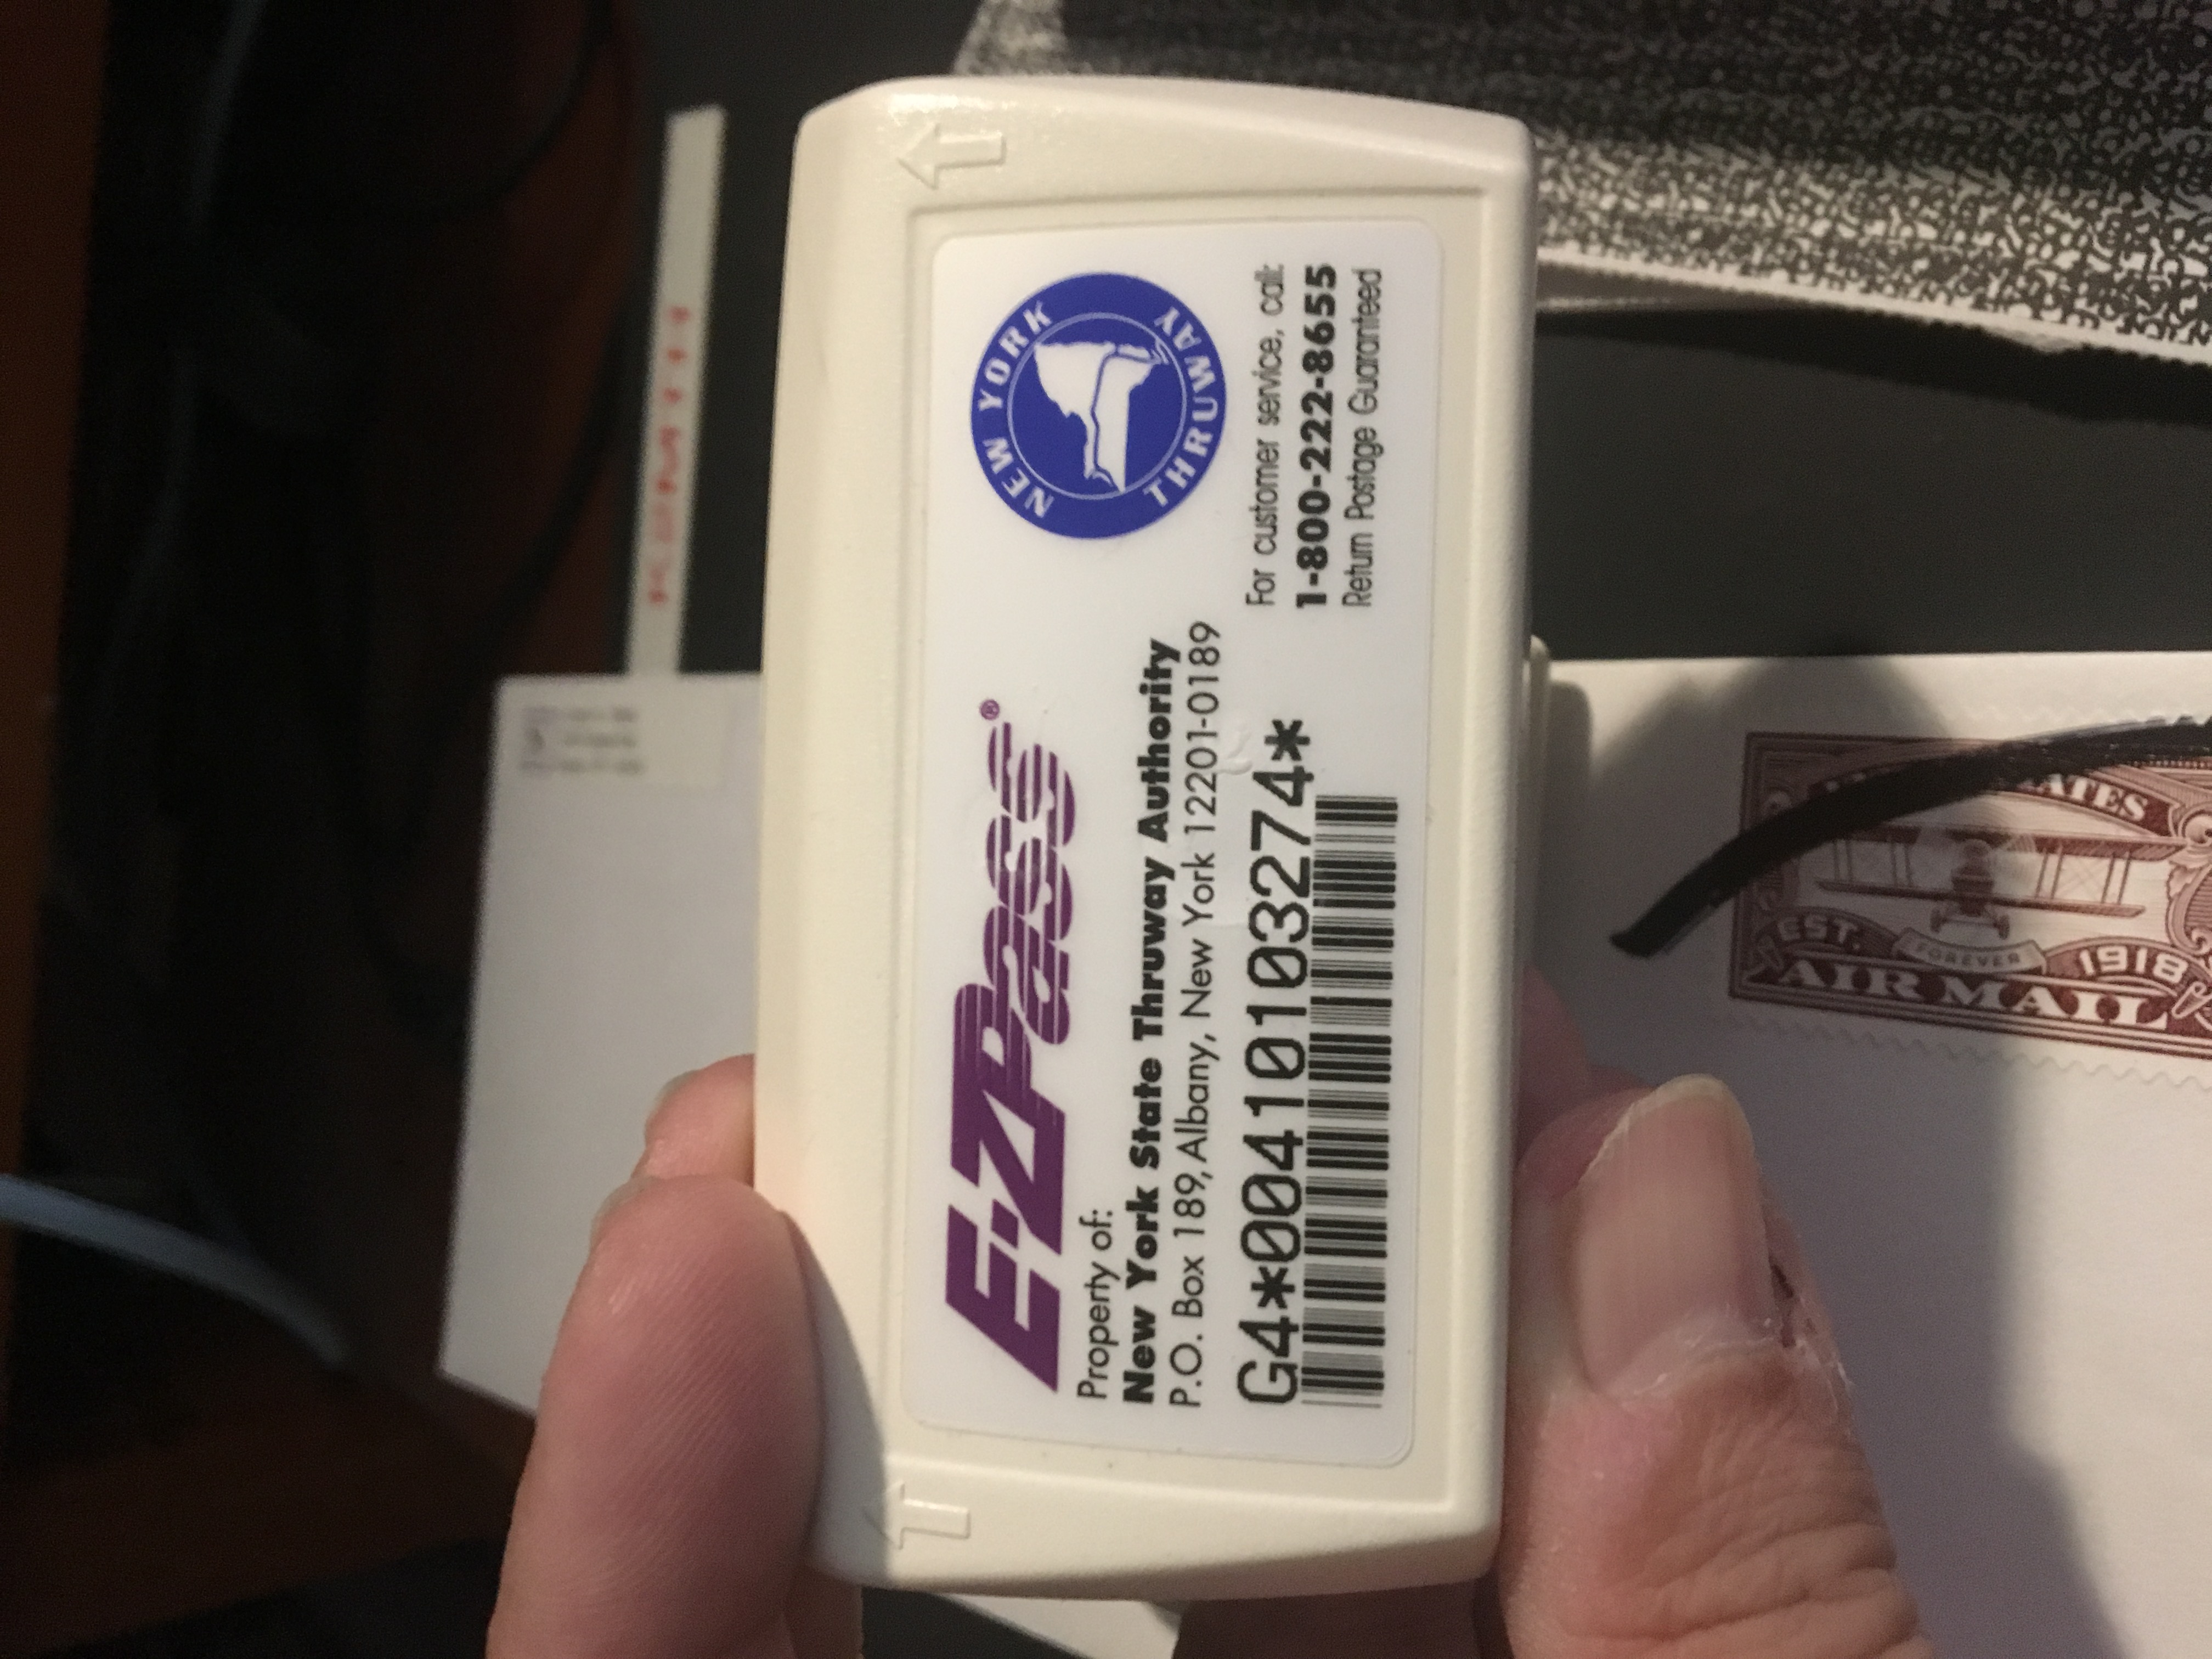 E-ZPass®
Property of:
New York State Thruway Authority
P.O. Box 189, Albany, New York 12201-0189
G4*00410103274*
NEW YORK
THRUWAY
For customer service, call:
1-800-222-8655
Return Postage Guaranteed
EST.
FOREVER
1918
AIR MAIL